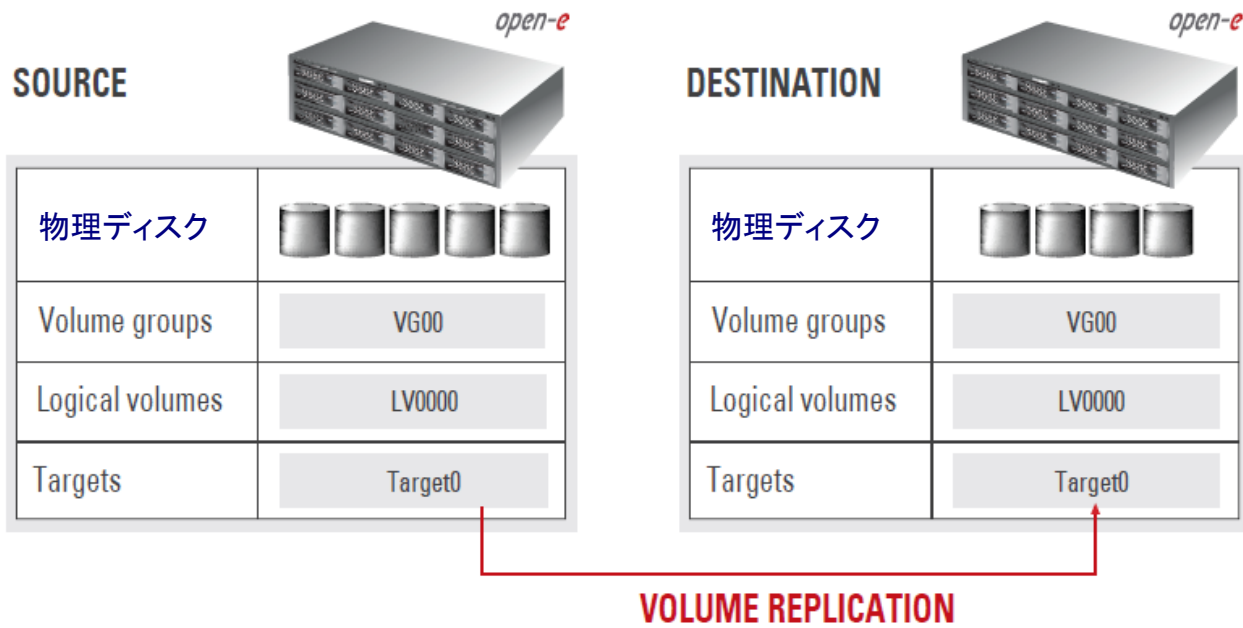 open-e
SOURCE
物理ディスク
Volume groups
VG00
Logical volumes
LV0000
Targets
Target0
open-e
DESTINATION
物理ディスク
Volume groups
VG00
Logical volumes
LV0000
Targets
Target0
VOLUME REPLICATION